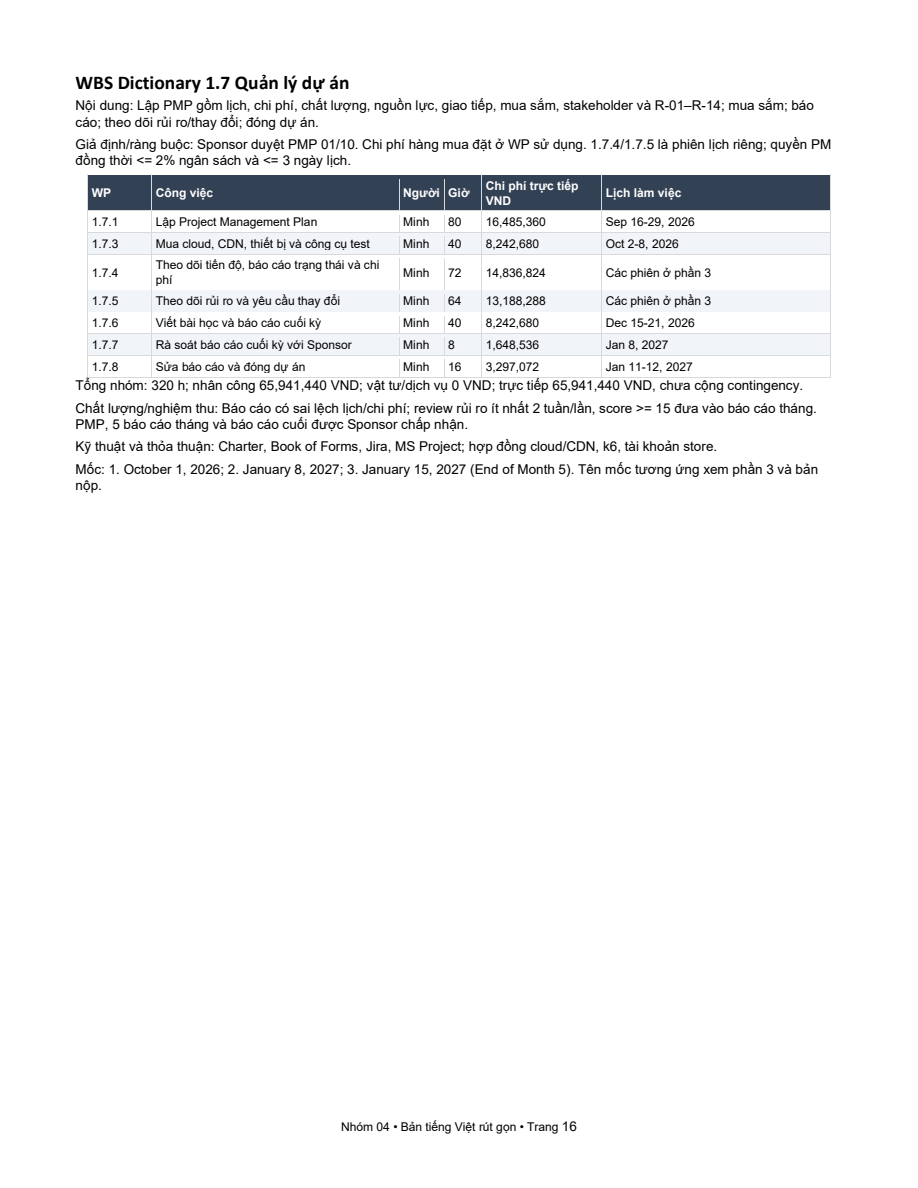 WBS Dictionary 1.7 Quản lý dự án
Nội dung: Lập PMP gồm lịch, chi phí, chất lượng, nguồn lực, giao tiếp, mua sắm, stakeholder và R-01–R-14; mua sắm; báo
cáo; theo dõi rủi ro/thay đổi; đóng dự án.
Giả định/ràng buộc: Sponsor duyệt PMP 01/10. Chi phí hàng mua đặt ở WP sử dụng. 1.7.4/1.7.5 là phiên lịch riêng; quyền PM
đồng thời <= 2% ngân sách và <= 3 ngày lịch.
WP Công việc Người Giờ Chi phí trực tiếp VND Lịch làm việc
1.7.1 Lập Project Management Plan Minh 80 16,485,360 Sep 16-29, 2026
1.7.3 Mua cloud, CDN, thiết bị và công cụ test Minh 40 8,242,680 Oct 2-8, 2026
1.7.4 Theo dõi tiến độ, báo cáo trạng thái và chi phí Minh 72 14,836,824 Các phiên ở phần 3
1.7.5 Theo dõi rủi ro và yêu cầu thay đổi Minh 64 13,188,288 Các phiên ở phần 3
1.7.6 Viết bài học và báo cáo cuối kỳ Minh 40 8,242,680 Dec 15-21, 2026
1.7.7 Rà soát báo cáo cuối kỳ với Sponsor Minh 8 1,648,536 Jan 8, 2027
1.7.8 Sửa báo cáo và đóng dự án Minh 16 3,297,072 Jan 11-12, 2027
Tổng nhóm: 320 h; nhân công 65,941,440 VND; vật tư/dịch vụ 0 VND; trực tiếp 65,941,440 VND, chưa cộng contingency.
Chất lượng/nghiệm thu: Báo cáo có sai lệch lịch/chi phí; review rủi ro ít nhất 2 tuần/lần, score >= 15 đưa vào báo cáo tháng.
PMP, 5 báo cáo tháng và báo cáo cuối được Sponsor chấp nhận.
Kỹ thuật và thỏa thuận: Charter, Book of Forms, Jira, MS Project; hợp đồng cloud/CDN, k6, tài khoản store.
Mốc: 1. October 1, 2026; 2. January 8, 2027; 3. January 15, 2027 (End of Month 5). Tên mốc tương ứng xem phần 3 và bản
nộp.
Nhóm 04 • Bản tiếng Việt rút gọn • Trang 16